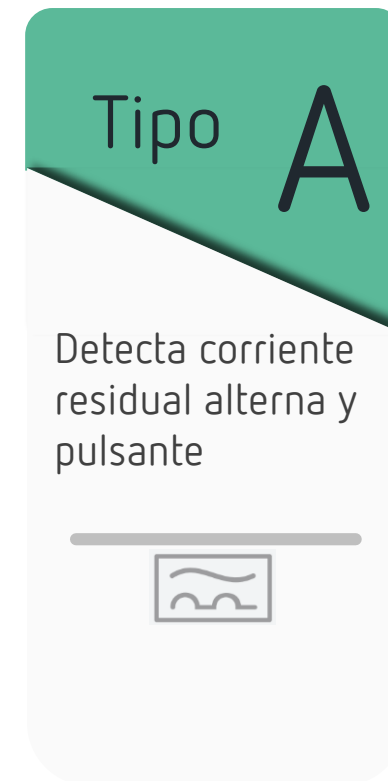 Tipo A
Detecta corriente
residual alterna y
pulsante